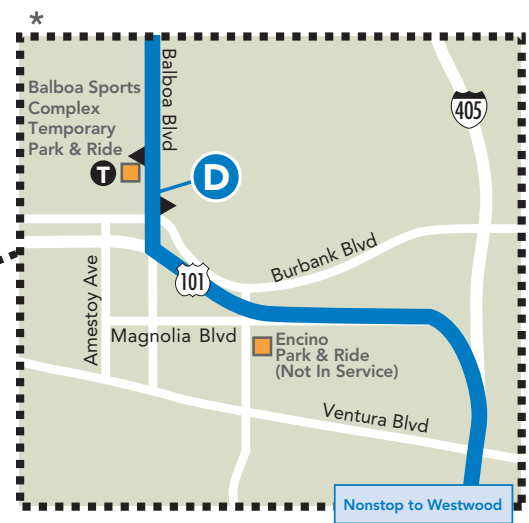 *
Balboa Sports
Complex
Temporary
Park & Ride
T
Balboa Blvd
D
405
101
Burbank Blvd
Amestoy Ave
Magnolia Blvd
Encino
Park & Ride
(Not In Service)
Ventura Blvd
Nonstop to Westwood